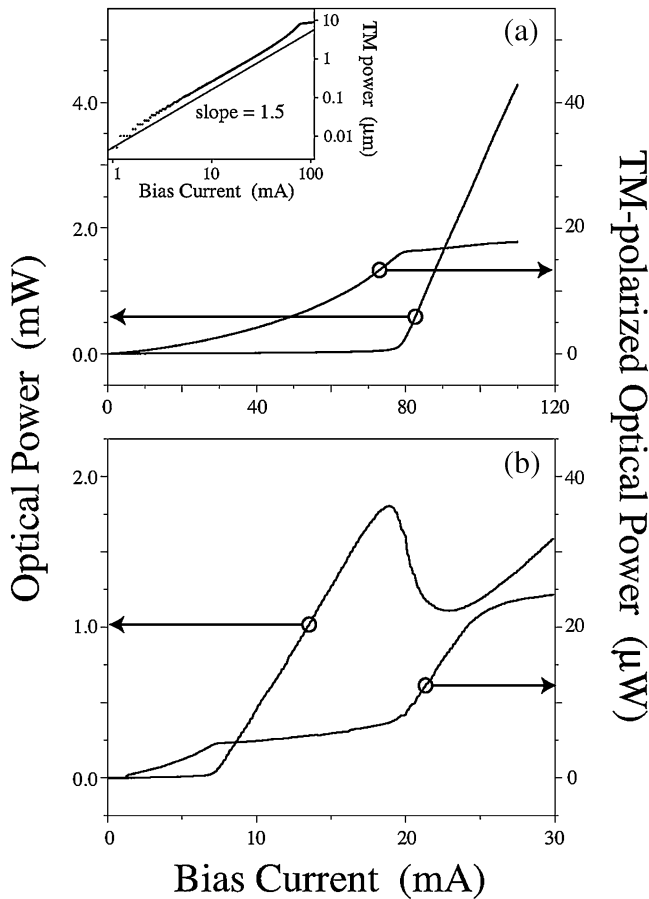 (a)
10
1
0.1
0.01
TM power (μm)
slope = 1.5
1 10 100
Bias Current (mA)
4.0
2.0
0.0
40
20
0
0 40 80 120
(b)
2.0
1.0
0.0
40
20
0
0 10 20 30
Optical Power (mW)
TM-polarized Optical Power (μW)
Bias Current (mA)